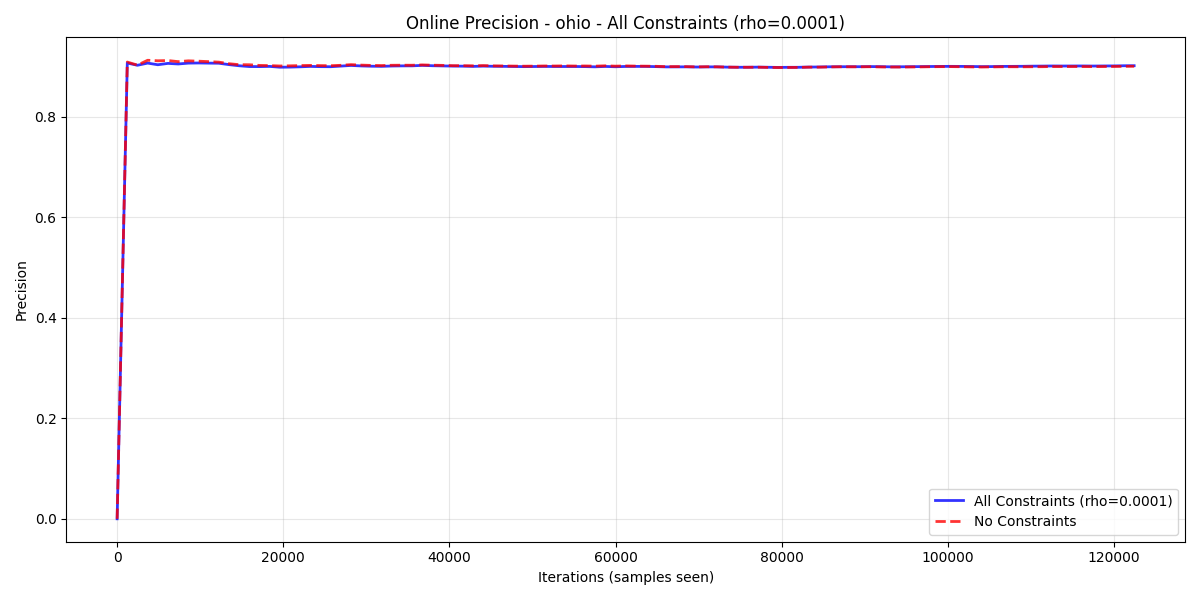 Online Precision - ohio - All Constraints (rho=0.0001)
Precision
0.8
0.6
0.4
0.2
0.0
0 20000 40000 60000 80000 100000 120000
Iterations (samples seen)
All Constraints (rho=0.0001)
No Constraints